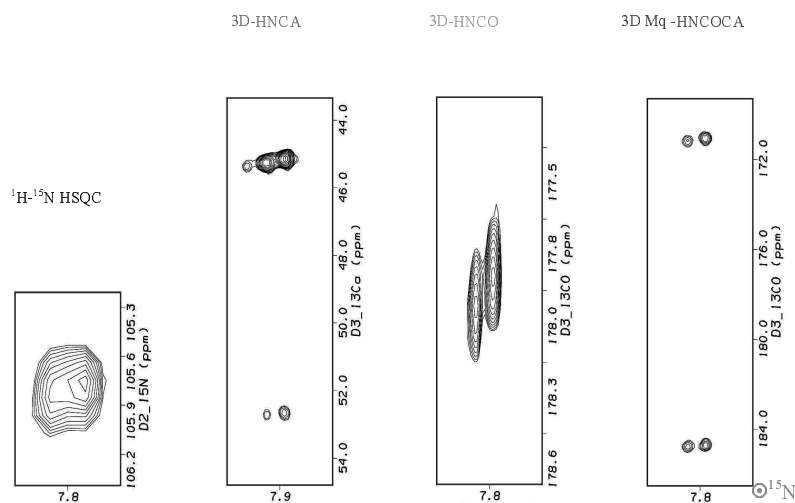 3D-HNCA
3D-HNCO
3D Mq -HNCOCA
¹H-¹⁵N HSQC
105.3
105.6
105.9
106.2
D2_15N (ppm)
7.8
44.0
46.0
48.0
50.0
52.0
54.0
D3_13Ca (ppm)
7.9
177.5
177.8
178.0
178.3
178.6
D3_13CO (ppm)
7.8
172.0
176.0
180.0
184.0
D3_13CO (ppm)
7.8
¹⁵N